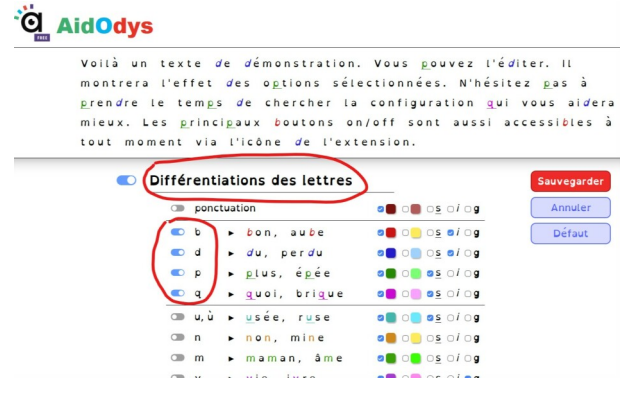 a
FREE
AidOdys
Voilà un texte de démonstration. Vous pouvez l'éditer. Il
montrera l'effet des options sélectionnées. N'hésitez pas à
prendre le temps de chercher la configuration qui vous aidera
mieux. Les principaux boutons on/off sont aussi accessibles à
tout moment via l'icône de l'extension.
Différentiations des lettres
Sauvegarder
ponctuation s i g
Annuler
b ▸ bon, aube s i g
Défaut
d ▸ du, perdu s i g
p ▸ plus, épée s i g
q ▸ quoi, brique s i g
u,ù ▸ usée, ruse s i g
n ▸ non, mine s i g
m ▸ maman, âme s i g